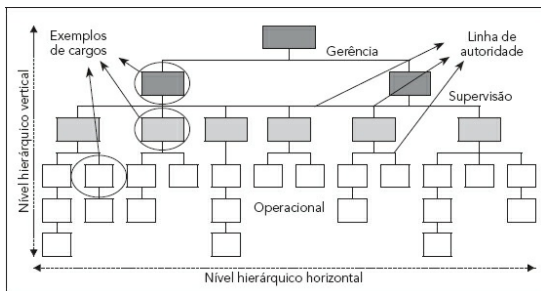 Exemplos
de cargos
Gerência
Linha de
autoridade
Supervisão
Nível hierárquico vertical
Operacional
Nível hierárquico horizontal